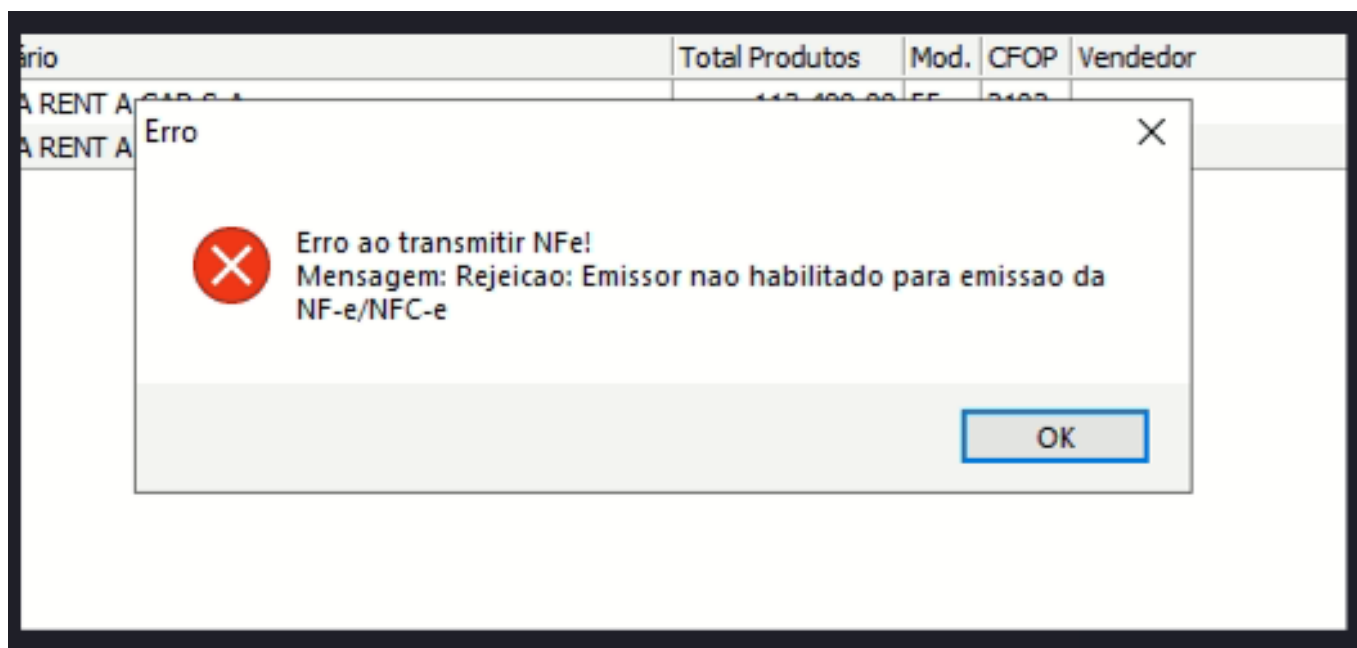 ário Total Produtos Mod. CFOP Vendedor
A RENT A CAR S A
A RENT A
Erro
Erro ao transmitir NFe!
Mensagem: Rejeicao: Emissor nao habilitado para emissao da
NF-e/NFC-e
OK